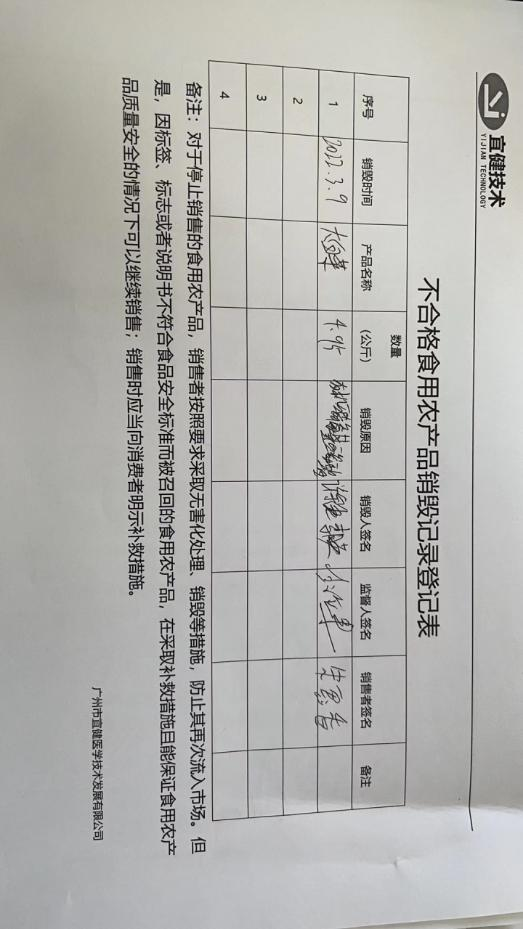 宜健技术
YIJIAN TECHNOLOGY
不合格食用农产品销毁记录登记表
序号 销毁时间 产品名称 数量(公斤) 销毁原因 销毁人签名 监督人签名 销售者签名 备注
1 2022.3.9 4.95
2
3
4
备注：对于停止销售的食用农产品，销售者按照要求采取无害化处理、销毁等措施，防止其再次流入市场。但
是，因标签、标志或者说明书不符合食品安全标准而被召回的食用农产品，在采取补救措施且能保证食用农产
品质量安全的情况下可以继续销售；销售时应当向消费者明示补救措施。
广州市宜健医学技术发展有限公司